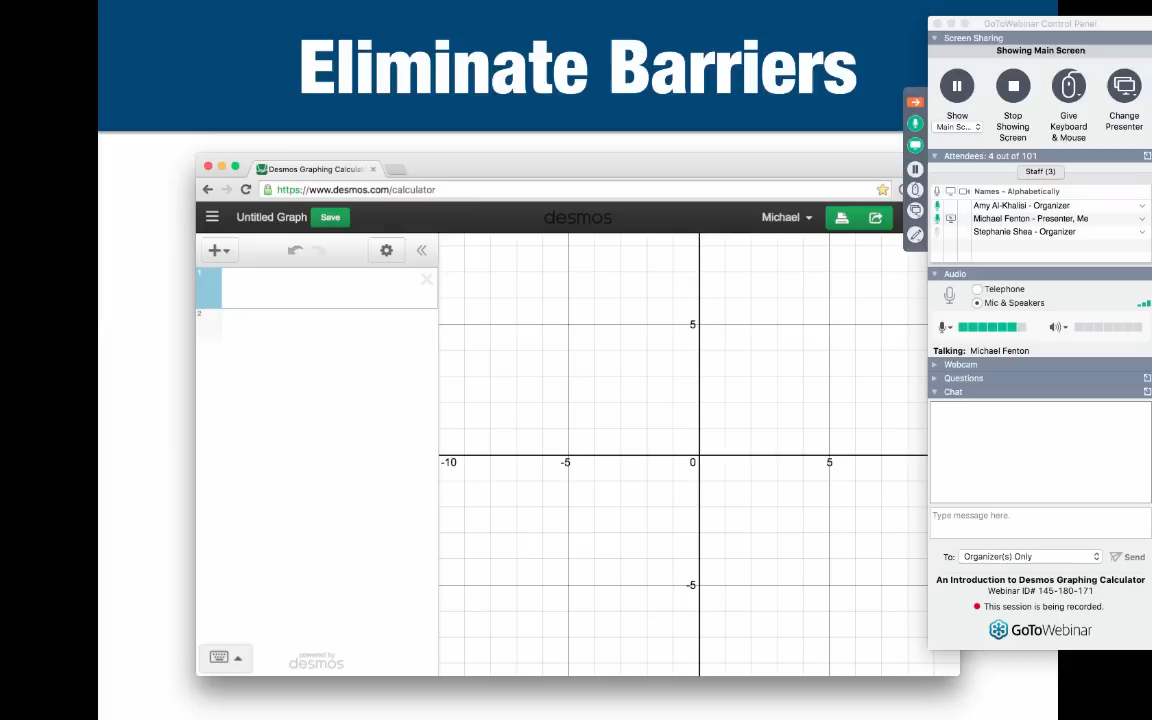 Eliminate Barriers
Desmos Graphing Calculat
https://www.desmos.com/calculator
Untitled Graph
Save
desmos
Michael
1
2
5
-10
-5
0
5
-5
powered by
desmos
GoToWebinar Control Panel
Screen Sharing
Showing Main Screen
Show
Main Sc...
Stop
Showing
Screen
Give
Keyboard
& Mouse
Change
Presenter
Attendees: 4 out of 101
Staff (3)
Names - Alphabetically
Amy Al-Khalisi - Organizer
Michael Fenton - Presenter, Me
Stephanie Shea - Organizer
Audio
Telephone
Mic & Speakers
Talking: Michael Fenton
Webcam
Questions
Chat
Type message here.
To: Organizer(s) Only
Send
An Introduction to Desmos Graphing Calculator
Webinar ID# 145-180-171
This session is being recorded.
GoToWebinar